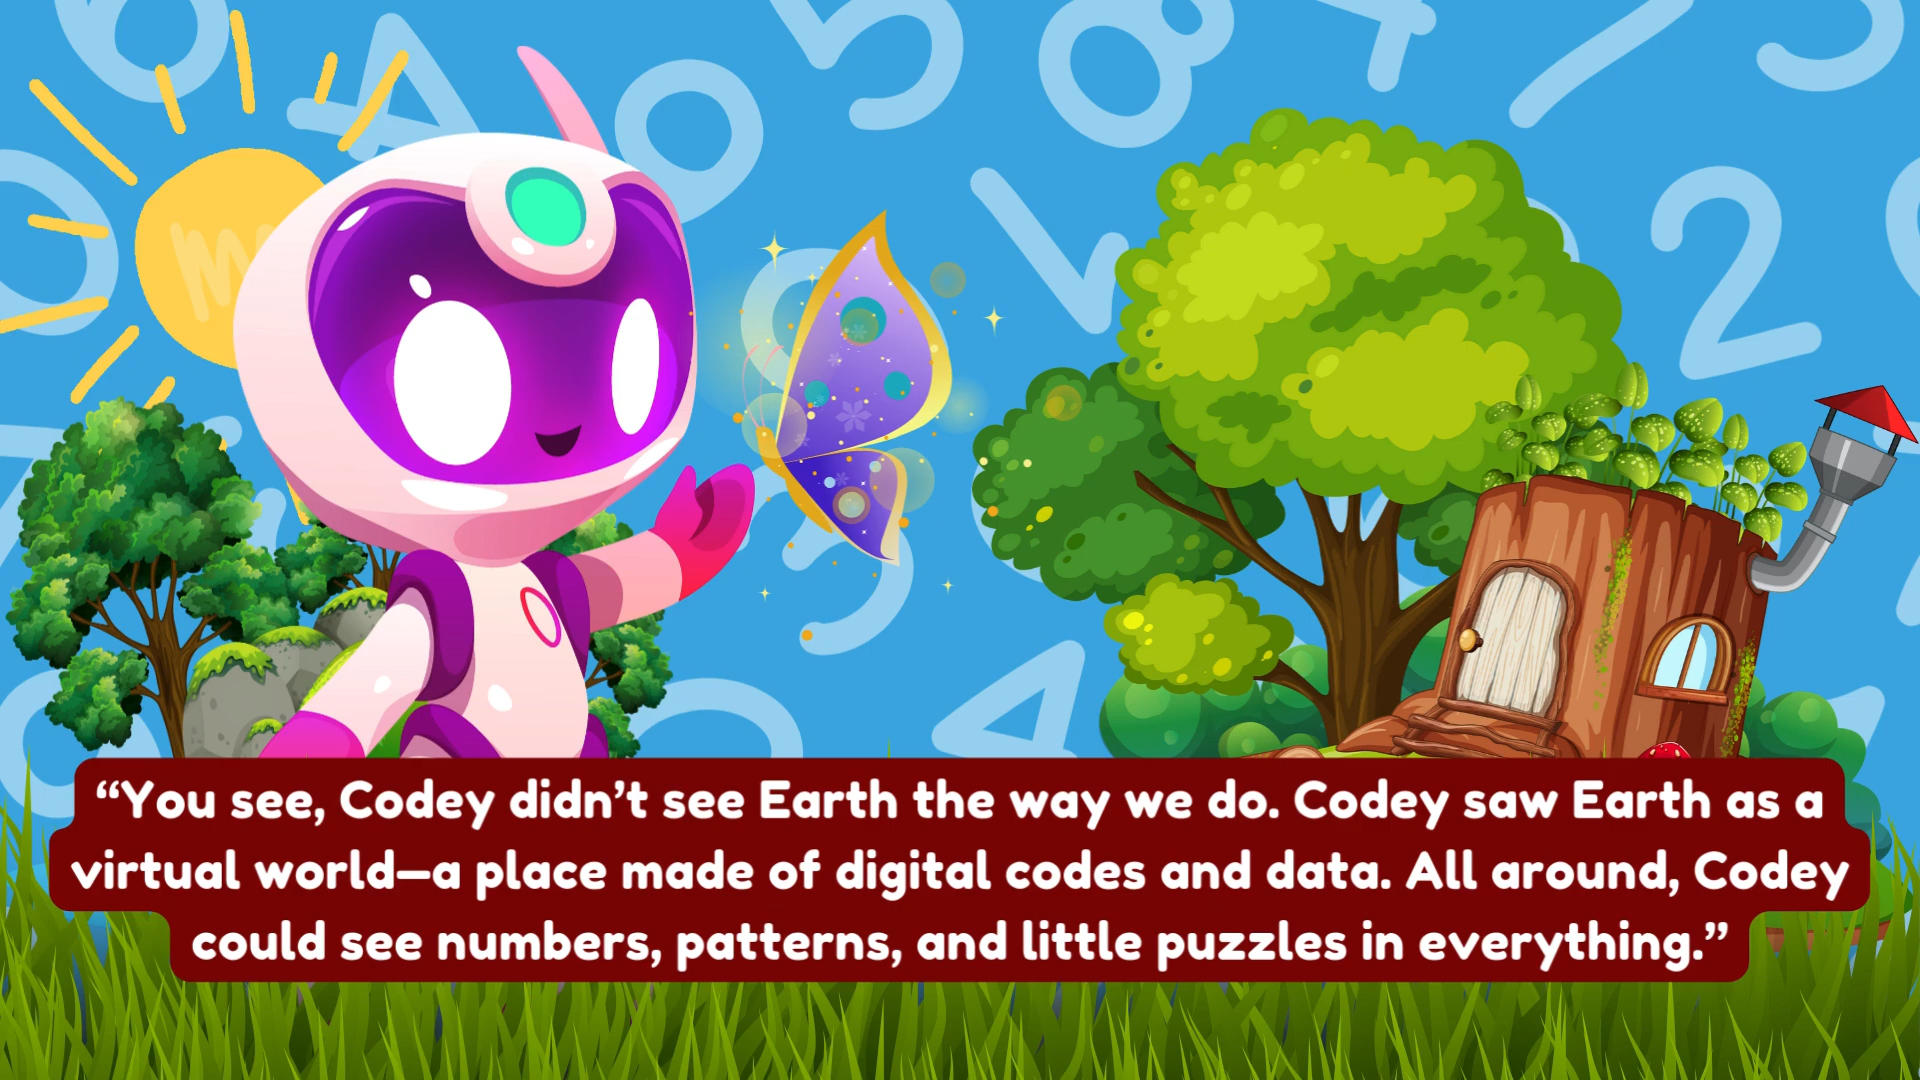 “You see, Codey didn’t see Earth the way we do. Codey saw Earth as a
virtual world—a place made of digital codes and data. All around, Codey
could see numbers, patterns, and little puzzles in everything.”